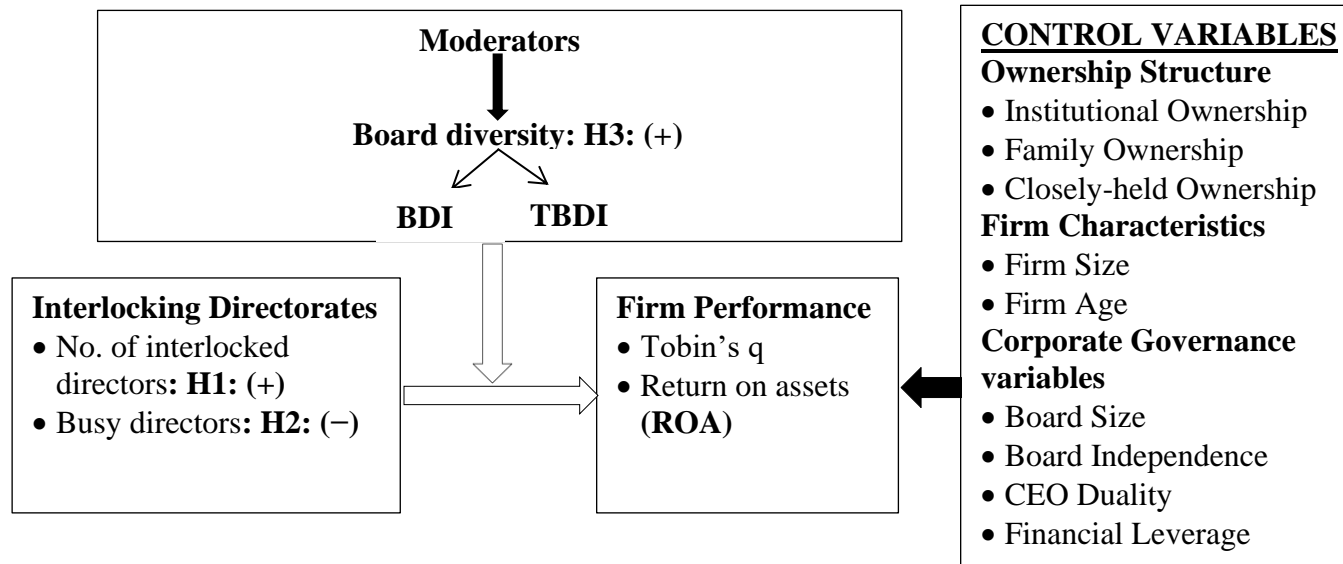 Moderators
Board diversity: H3: (+)
BDI TBDI
Interlocking Directorates
• No. of interlocked
directors: H1: (+)
• Busy directors: H2: (−)
Firm Performance
• Tobin’s q
• Return on assets
(ROA)
CONTROL VARIABLES
Ownership Structure
• Institutional Ownership
• Family Ownership
• Closely-held Ownership
Firm Characteristics
• Firm Size
• Firm Age
Corporate Governance
variables
• Board Size
• Board Independence
• CEO Duality
• Financial Leverage